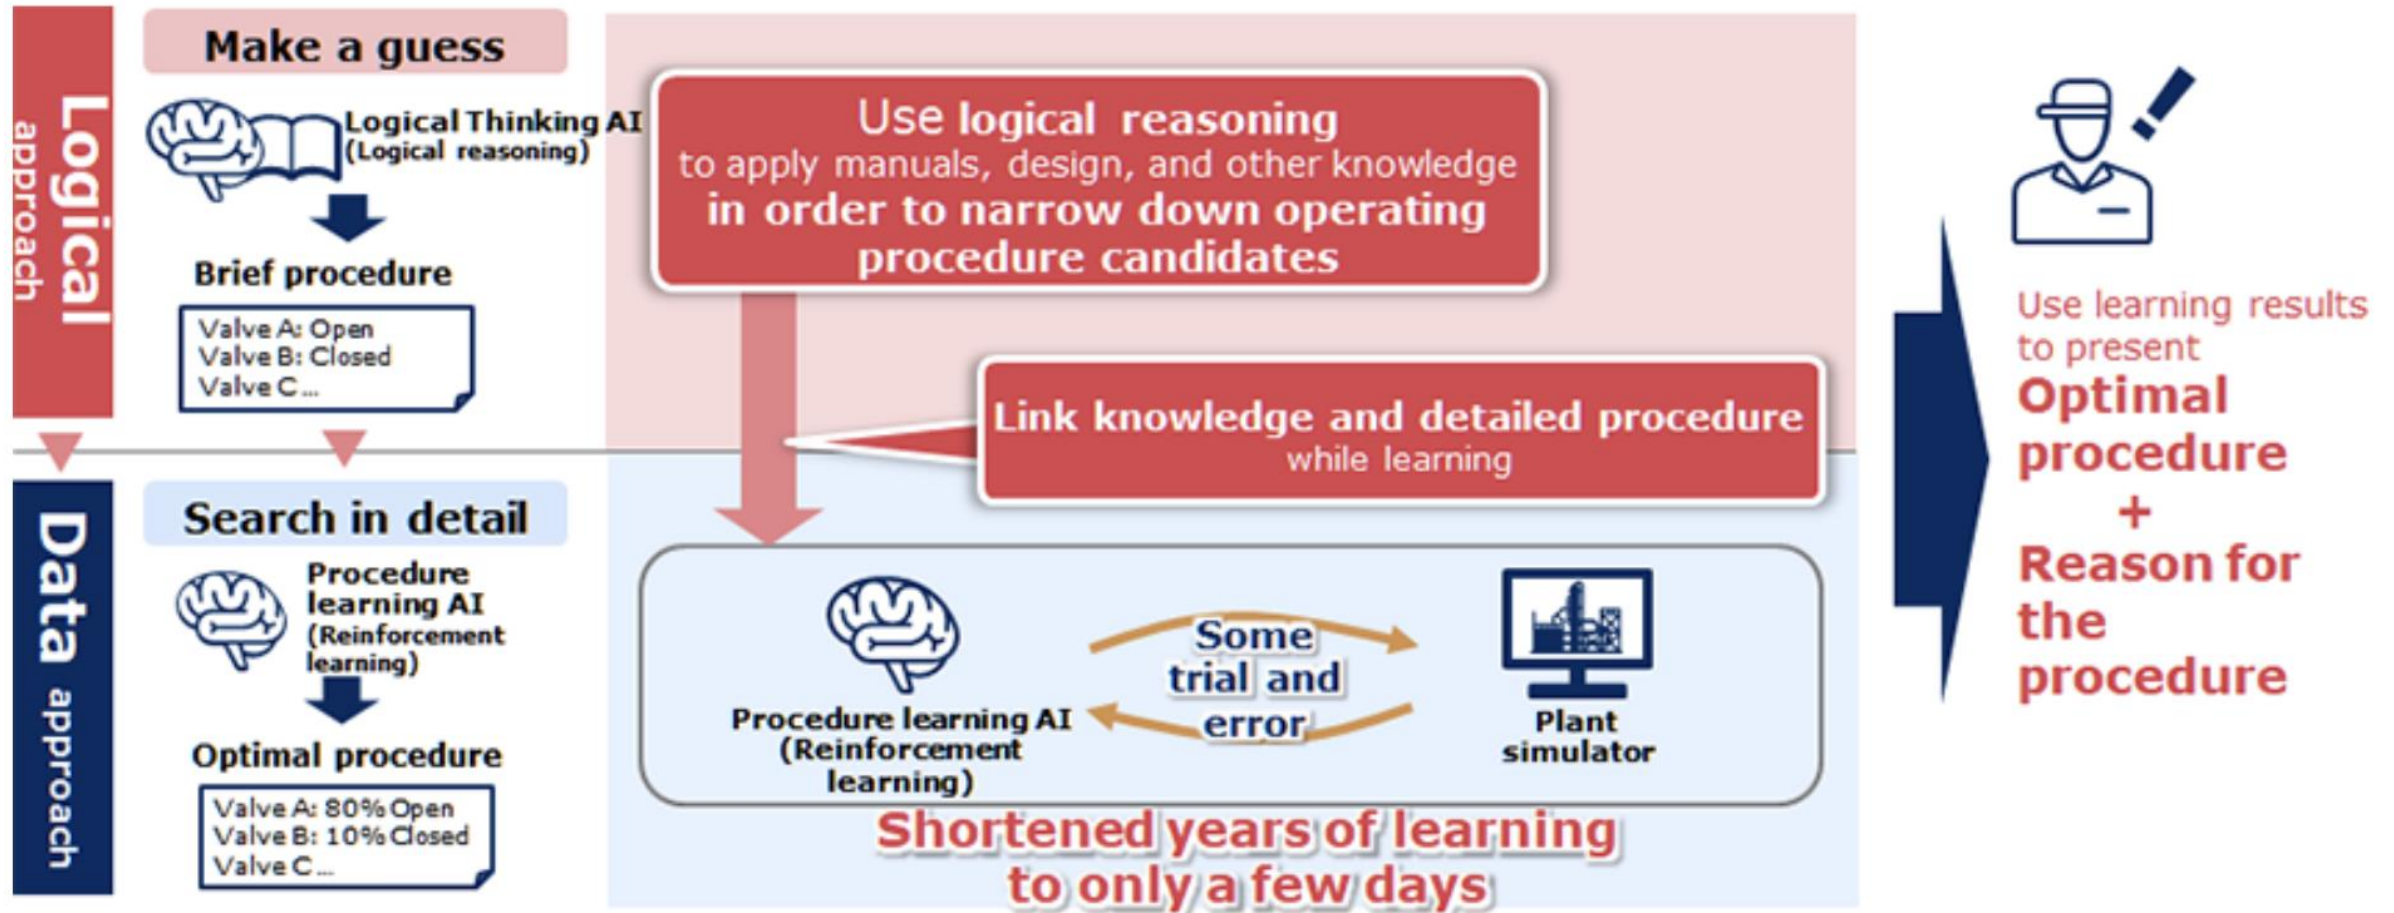 Logical
approach
Make a guess
Logical Thinking AI
(Logical reasoning)
Brief procedure
Valve A: Open
Valve B: Closed
Valve C ...
Use logical reasoning
to apply manuals, design, and other knowledge
in order to narrow down operating
procedure candidates
Link knowledge and detailed procedure
while learning
Data approach
Search in detail
Procedure
learning AI
(Reinforcement
learning)
Optimal procedure
Valve A: 80% Open
Valve B: 10% Closed
Valve C ...
Procedure learning AI
(Reinforcement
learning)
Some
trial and
error
Plant
simulator
Shortened years of learning
to only a few days
Use learning results
to present
Optimal
procedure
+
Reason for
the
procedure